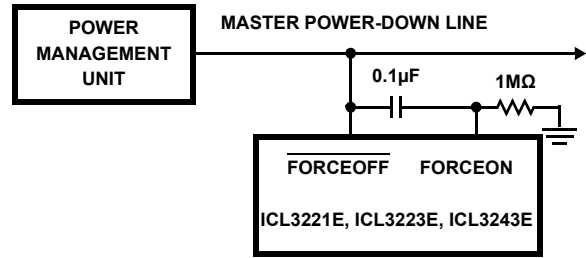 POWER
MANAGEMENT
UNIT
MASTER POWER-DOWN LINE
0.1µF
1MΩ
FORCEOFF FORCEON
ICL3221E, ICL3223E, ICL3243E